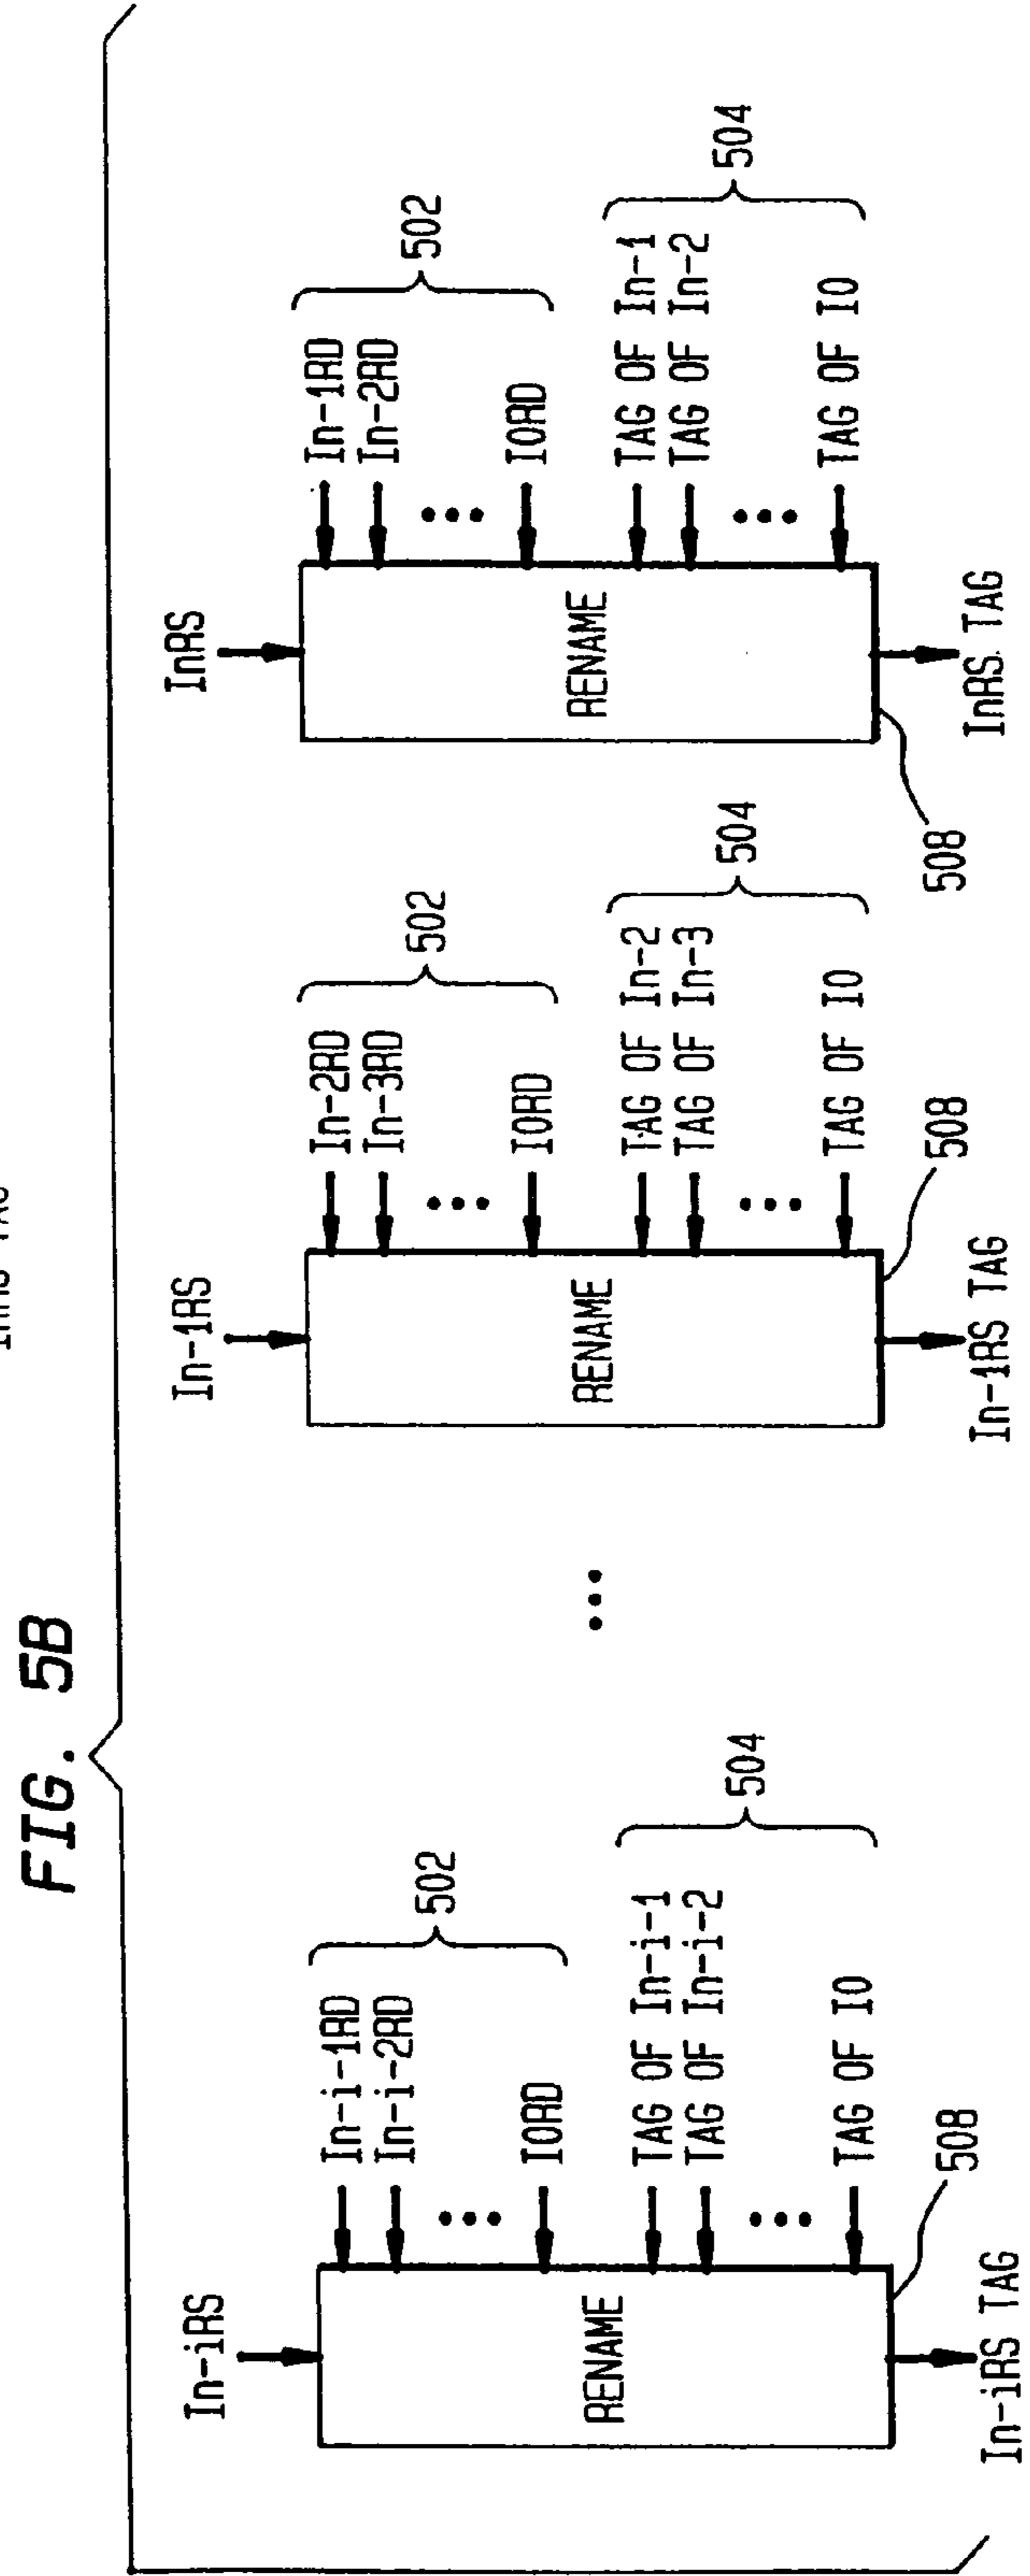 FIG. 5B
In-iRS
In-i-1RD
In-i-2RD
IORD
502
TAG OF In-i-1
TAG OF In-i-2
TAG OF IO
504
RENAME
508
In-iRS TAG
In-1RS
In-2RD
In-3RD
IORD
502
TAG OF In-2
TAG OF In-3
TAG OF IO
504
RENAME
508
In-1RS TAG
InRS
In-1RD
In-2RD
IORD
502
TAG OF In-1
TAG OF In-2
TAG OF IO
504
RENAME
508
InRS TAG